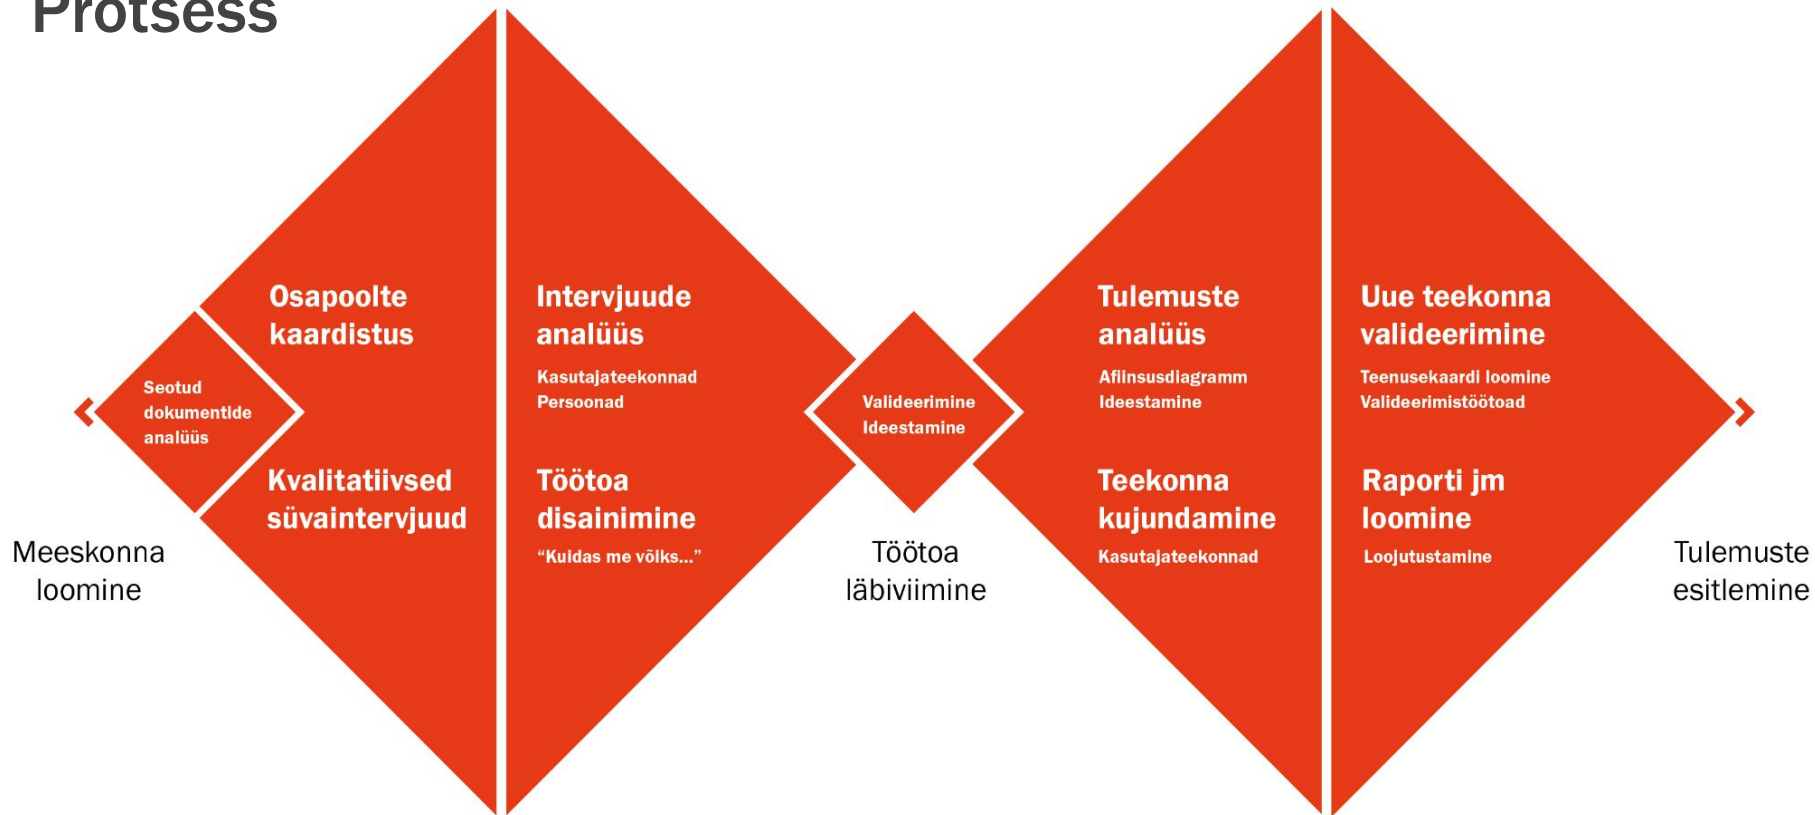 Protsess
Meeskonna
loomine
Seotud
dokumentide
analüüs
Osapoolte
kaardistus
Kvalitatiivsed
süvaintervjuud
Intervjuude
analüüs
Kasutajateekonnad
Persoonad
Töötoa
disainimine
“Kuidas me võiks...”
Valideerimine
Ideestamine
Töötoa
läbiviimine
Tulemuste
analüüs
Afiinsusdiagramm
Ideestamine
Teekonna
kujundamine
Kasutajateekonnad
Uue teekonna
valideerimine
Teenusekaardi loomine
Valideerimistöötoad
Raporti jm
loomine
Loojutustamine
Tulemuste
esitlemine